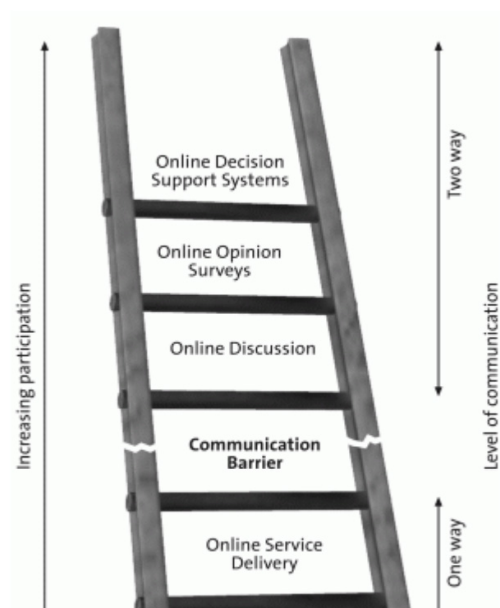 Online Decision
Support Systems
Online Opinion
Surveys
Online Discussion
Communication
Barrier
Online Service
Delivery
Increasing participation
Two way
Level of communication
One way